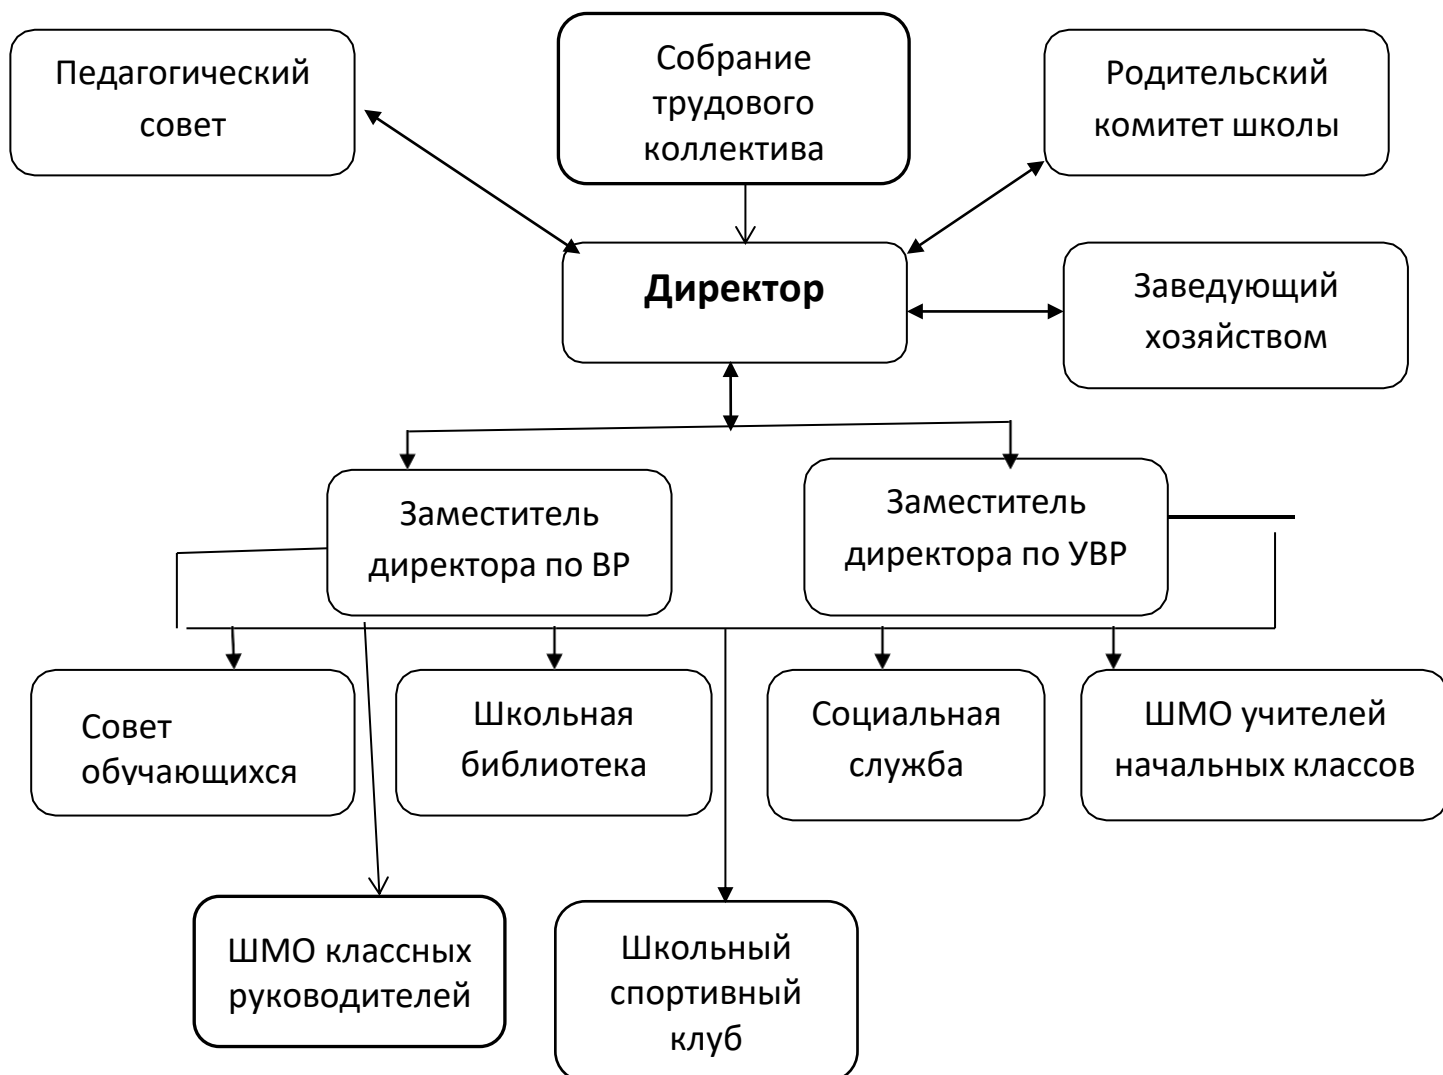 Педагогический
совет
Собрание
трудового
коллектива
Родительский
комитет школы
Директор
Заведующий
хозяйством
Заместитель
директора по ВР
Заместитель
директора по УВР
Совет
обучающихся
Школьная
библиотека
Социальная
служба
ШМО учителей
начальных классов
ШМО классных
руководителей
Школьный
спортивный
клуб